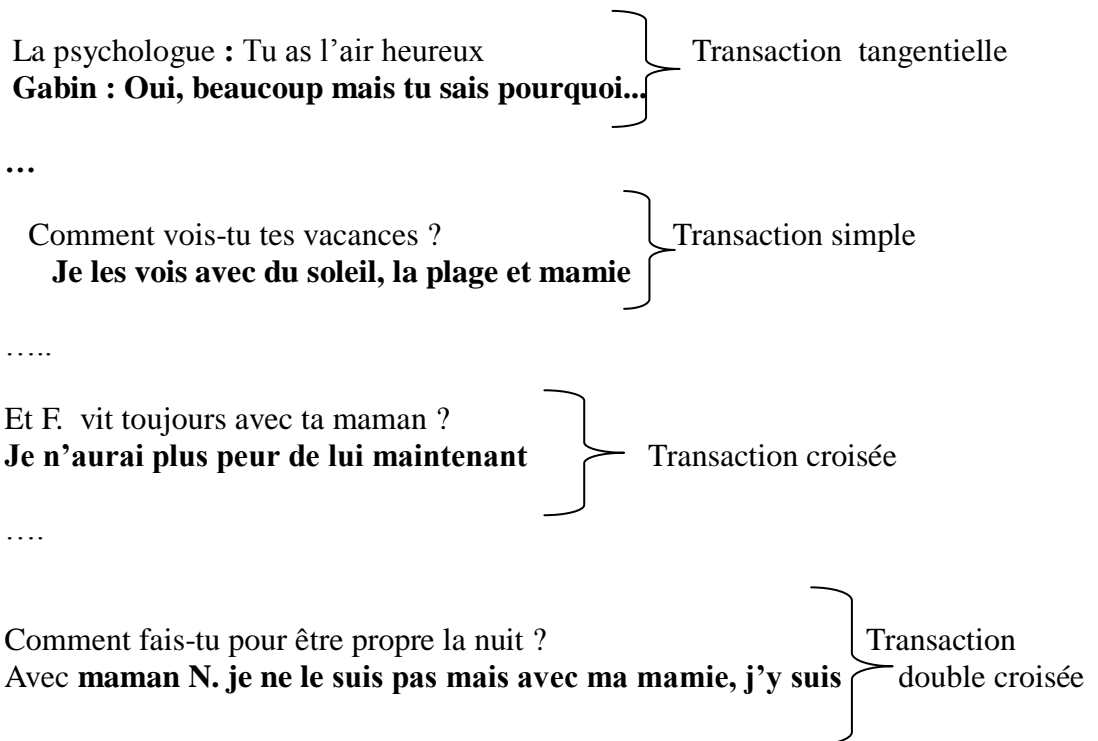 La psychologue : Tu as l’air heureux
Transaction tangentielle
Gabin : Oui, beaucoup mais tu sais pourquoi...
…
Comment vois-tu tes vacances ?
Transaction simple
Je les vois avec du soleil, la plage et mamie
…..
Et F. vit toujours avec ta maman ?
Je n’aurai plus peur de lui maintenant
Transaction croisée
….
Comment fais-tu pour être propre la nuit ?
Transaction
Avec maman N. je ne le suis pas mais avec ma mamie, j’y suis
double croisée